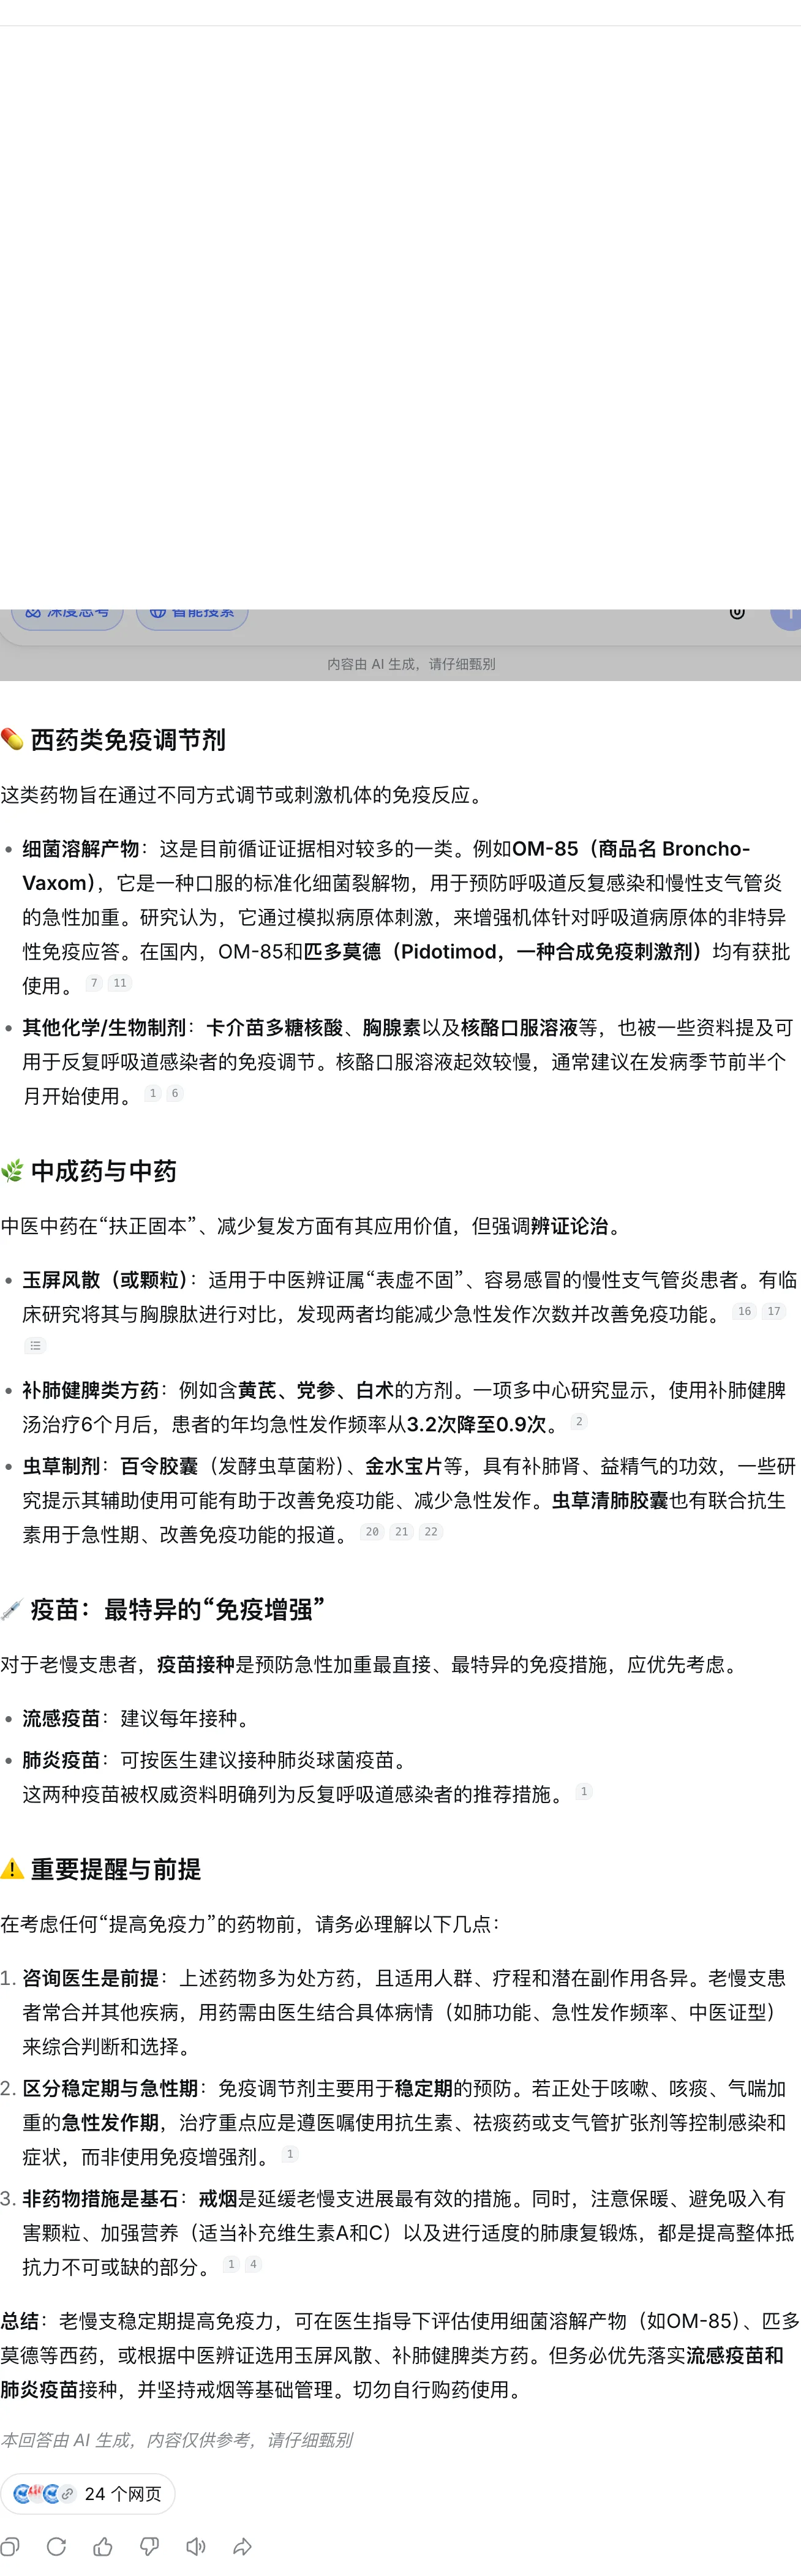 深度思考 智能搜索
内容由 AI 生成，请仔细甄别
西药类免疫调节剂
这类药物旨在通过不同方式调节或刺激机体的免疫反应。
细菌溶解产物：这是目前循证证据相对较多的一类。例如OM-85（商品名 Broncho-
Vaxom），它是一种口服的标准化细菌裂解物，用于预防呼吸道反复感染和慢性支气管炎
的急性加重。研究认为，它通过模拟病原体刺激，来增强机体针对呼吸道病原体的非特异
性免疫应答。在国内，OM-85和匹多莫德（Pidotimod，一种合成免疫刺激剂）均有获批
使用。 7 11
其他化学/生物制剂：卡介苗多糖核酸、胸腺素以及核酪口服溶液等，也被一些资料提及可
用于反复呼吸道感染者的免疫调节。核酪口服溶液起效较慢，通常建议在发病季节前半个
月开始使用。 1 6
中成药与中药
中医中药在“扶正固本”、减少复发方面有其应用价值，但强调辨证论治。
玉屏风散（或颗粒）：适用于中医辨证属“表虚不固”、容易感冒的慢性支气管炎患者。有临
床研究将其与胸腺肽进行对比，发现两者均能减少急性发作次数并改善免疫功能。 16 17
补肺健脾类方药：例如含黄芪、党参、白术的方剂。一项多中心研究显示，使用补肺健脾
汤治疗6个月后，患者的年均急性发作频率从3.2次降至0.9次。 2
虫草制剂：百令胶囊（发酵虫草菌粉）、金水宝片等，具有补肺肾、益精气的功效，一些研
究提示其辅助使用可能有助于改善免疫功能、减少急性发作。虫草清肺胶囊也有联合抗生
素用于急性期、改善免疫功能的报道。 20 21 22
疫苗：最特异的“免疫增强”
对于老慢支患者，疫苗接种是预防急性加重最直接、最特异的免疫措施，应优先考虑。
流感疫苗：建议每年接种。
肺炎疫苗：可按医生建议接种肺炎球菌疫苗。
这两种疫苗被权威资料明确列为反复呼吸道感染者的推荐措施。 1
重要提醒与前提
在考虑任何“提高免疫力”的药物前，请务必理解以下几点：
1. 咨询医生是前提：上述药物多为处方药，且适用人群、疗程和潜在副作用各异。老慢支患
者常合并其他疾病，用药需由医生结合具体病情（如肺功能、急性发作频率、中医证型）
来综合判断和选择。
2. 区分稳定期与急性期：免疫调节剂主要用于稳定期的预防。若正处于咳嗽、咳痰、气喘加
重的急性发作期，治疗重点应是遵医嘱使用抗生素、祛痰药或支气管扩张剂等控制感染和
症状，而非使用免疫增强剂。 1
3. 非药物措施是基石：戒烟是延缓老慢支进展最有效的措施。同时，注意保暖、避免吸入有
害颗粒、加强营养（适当补充维生素A和C）以及进行适度的肺康复锻炼，都是提高整体抵
抗力不可或缺的部分。 1 4
总结：老慢支稳定期提高免疫力，可在医生指导下评估使用细菌溶解产物（如OM-85）、匹多
莫德等西药，或根据中医辨证选用玉屏风散、补肺健脾类方药。但务必优先落实流感疫苗和
肺炎疫苗接种，并坚持戒烟等基础管理。切勿自行购药使用。
本回答由 AI 生成，内容仅供参考，请仔细甄别
24 个网页